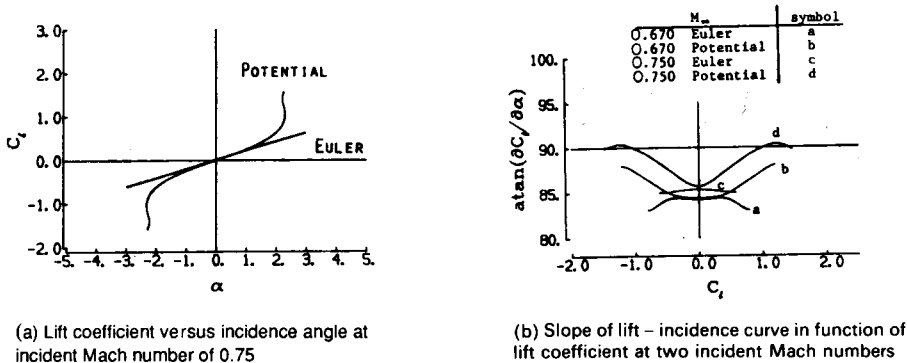 3.0
2.0
1.0
0.0
-1.0
-2.0
C_ℓ
POTENTIAL
EULER
-5. -4. -3. -2. -1. 0. 1. 2. 3. 4. 5.
α
(a) Lift coefficient versus incidence angle at
incident Mach number of 0.75
M∞ symbol
0.670 Euler a
0.670 Potential b
0.750 Euler c
0.750 Potential d
100.
95.
90.
85.
80.
atan(∂C_ℓ/∂α)
d
b
c
a
-2.0 -1.0 0.0 1.0 2.0
C_ℓ
(b) Slope of lift – incidence curve in function of
lift coefficient at two incident Mach numbers